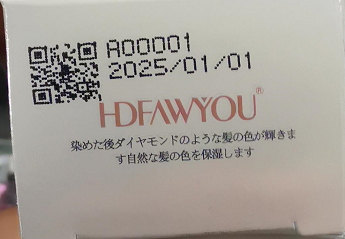 A00001
2025/01/01
HDFAWYOU®
染めた後ダイヤモンドのような髪の色が輝きま
す自然な髪の色を保湿します